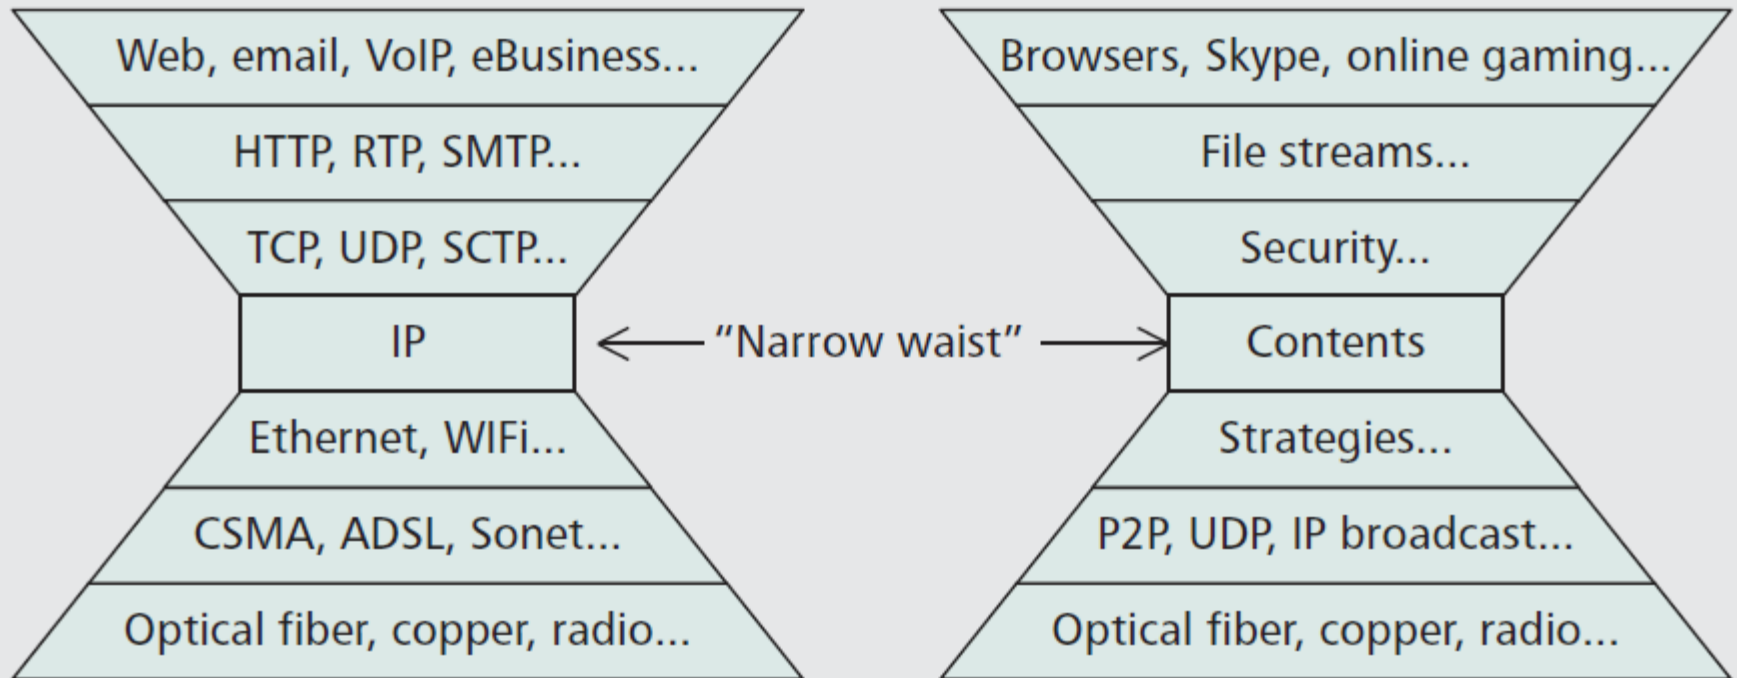 Web, email, VoIP, eBusiness...
HTTP, RTP, SMTP...
TCP, UDP, SCTP...
IP
Ethernet, WIFi...
CSMA, ADSL, Sonet...
Optical fiber, copper, radio...
“Narrow waist”
Browsers, Skype, online gaming...
File streams...
Security...
Contents
Strategies...
P2P, UDP, IP broadcast...
Optical fiber, copper, radio...